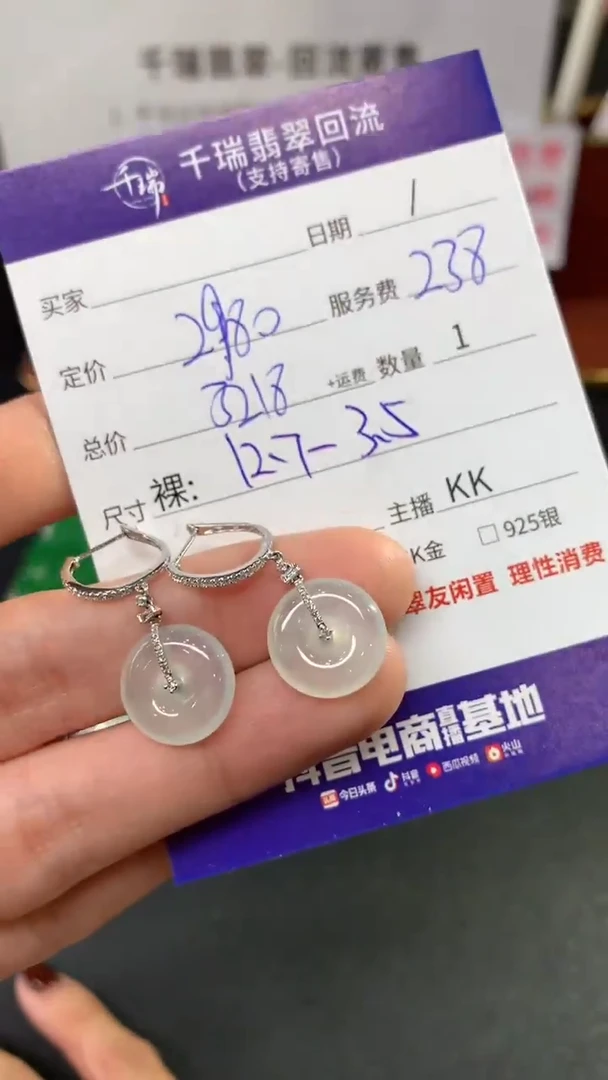 千瑞翡翠·回流寄售
千瑞
千瑞翡翠回流
(支持寄售)
日期 /
买家
定价 2980 服务费 238
总价 3218 +运费 数量 1
尺寸 裸: 12.7-3.5
主播 KK
K金 □925银
翠友闲置 理性消费
抖音电商直播基地
今日头条 抖音 西瓜视频 火山